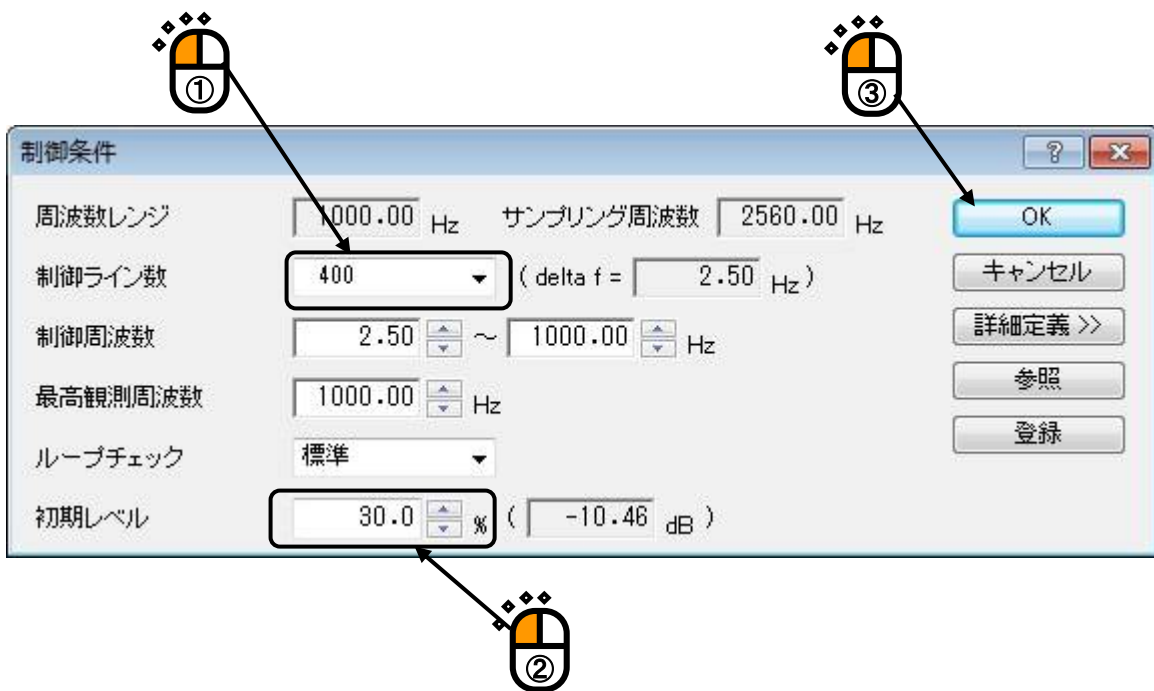 ① ③
制御条件
周波数レンジ 1000.00 Hz サンプリング周波数 2560.00 Hz OK
制御ライン数 400 ( delta f = 2.50 Hz ) キャンセル
制御周波数 2.50 ～ 1000.00 Hz 詳細定義 >>
最高観測周波数 1000.00 Hz 参照
ループチェック 標準 登録
初期レベル 30.0 % ( -10.46 dB )
②